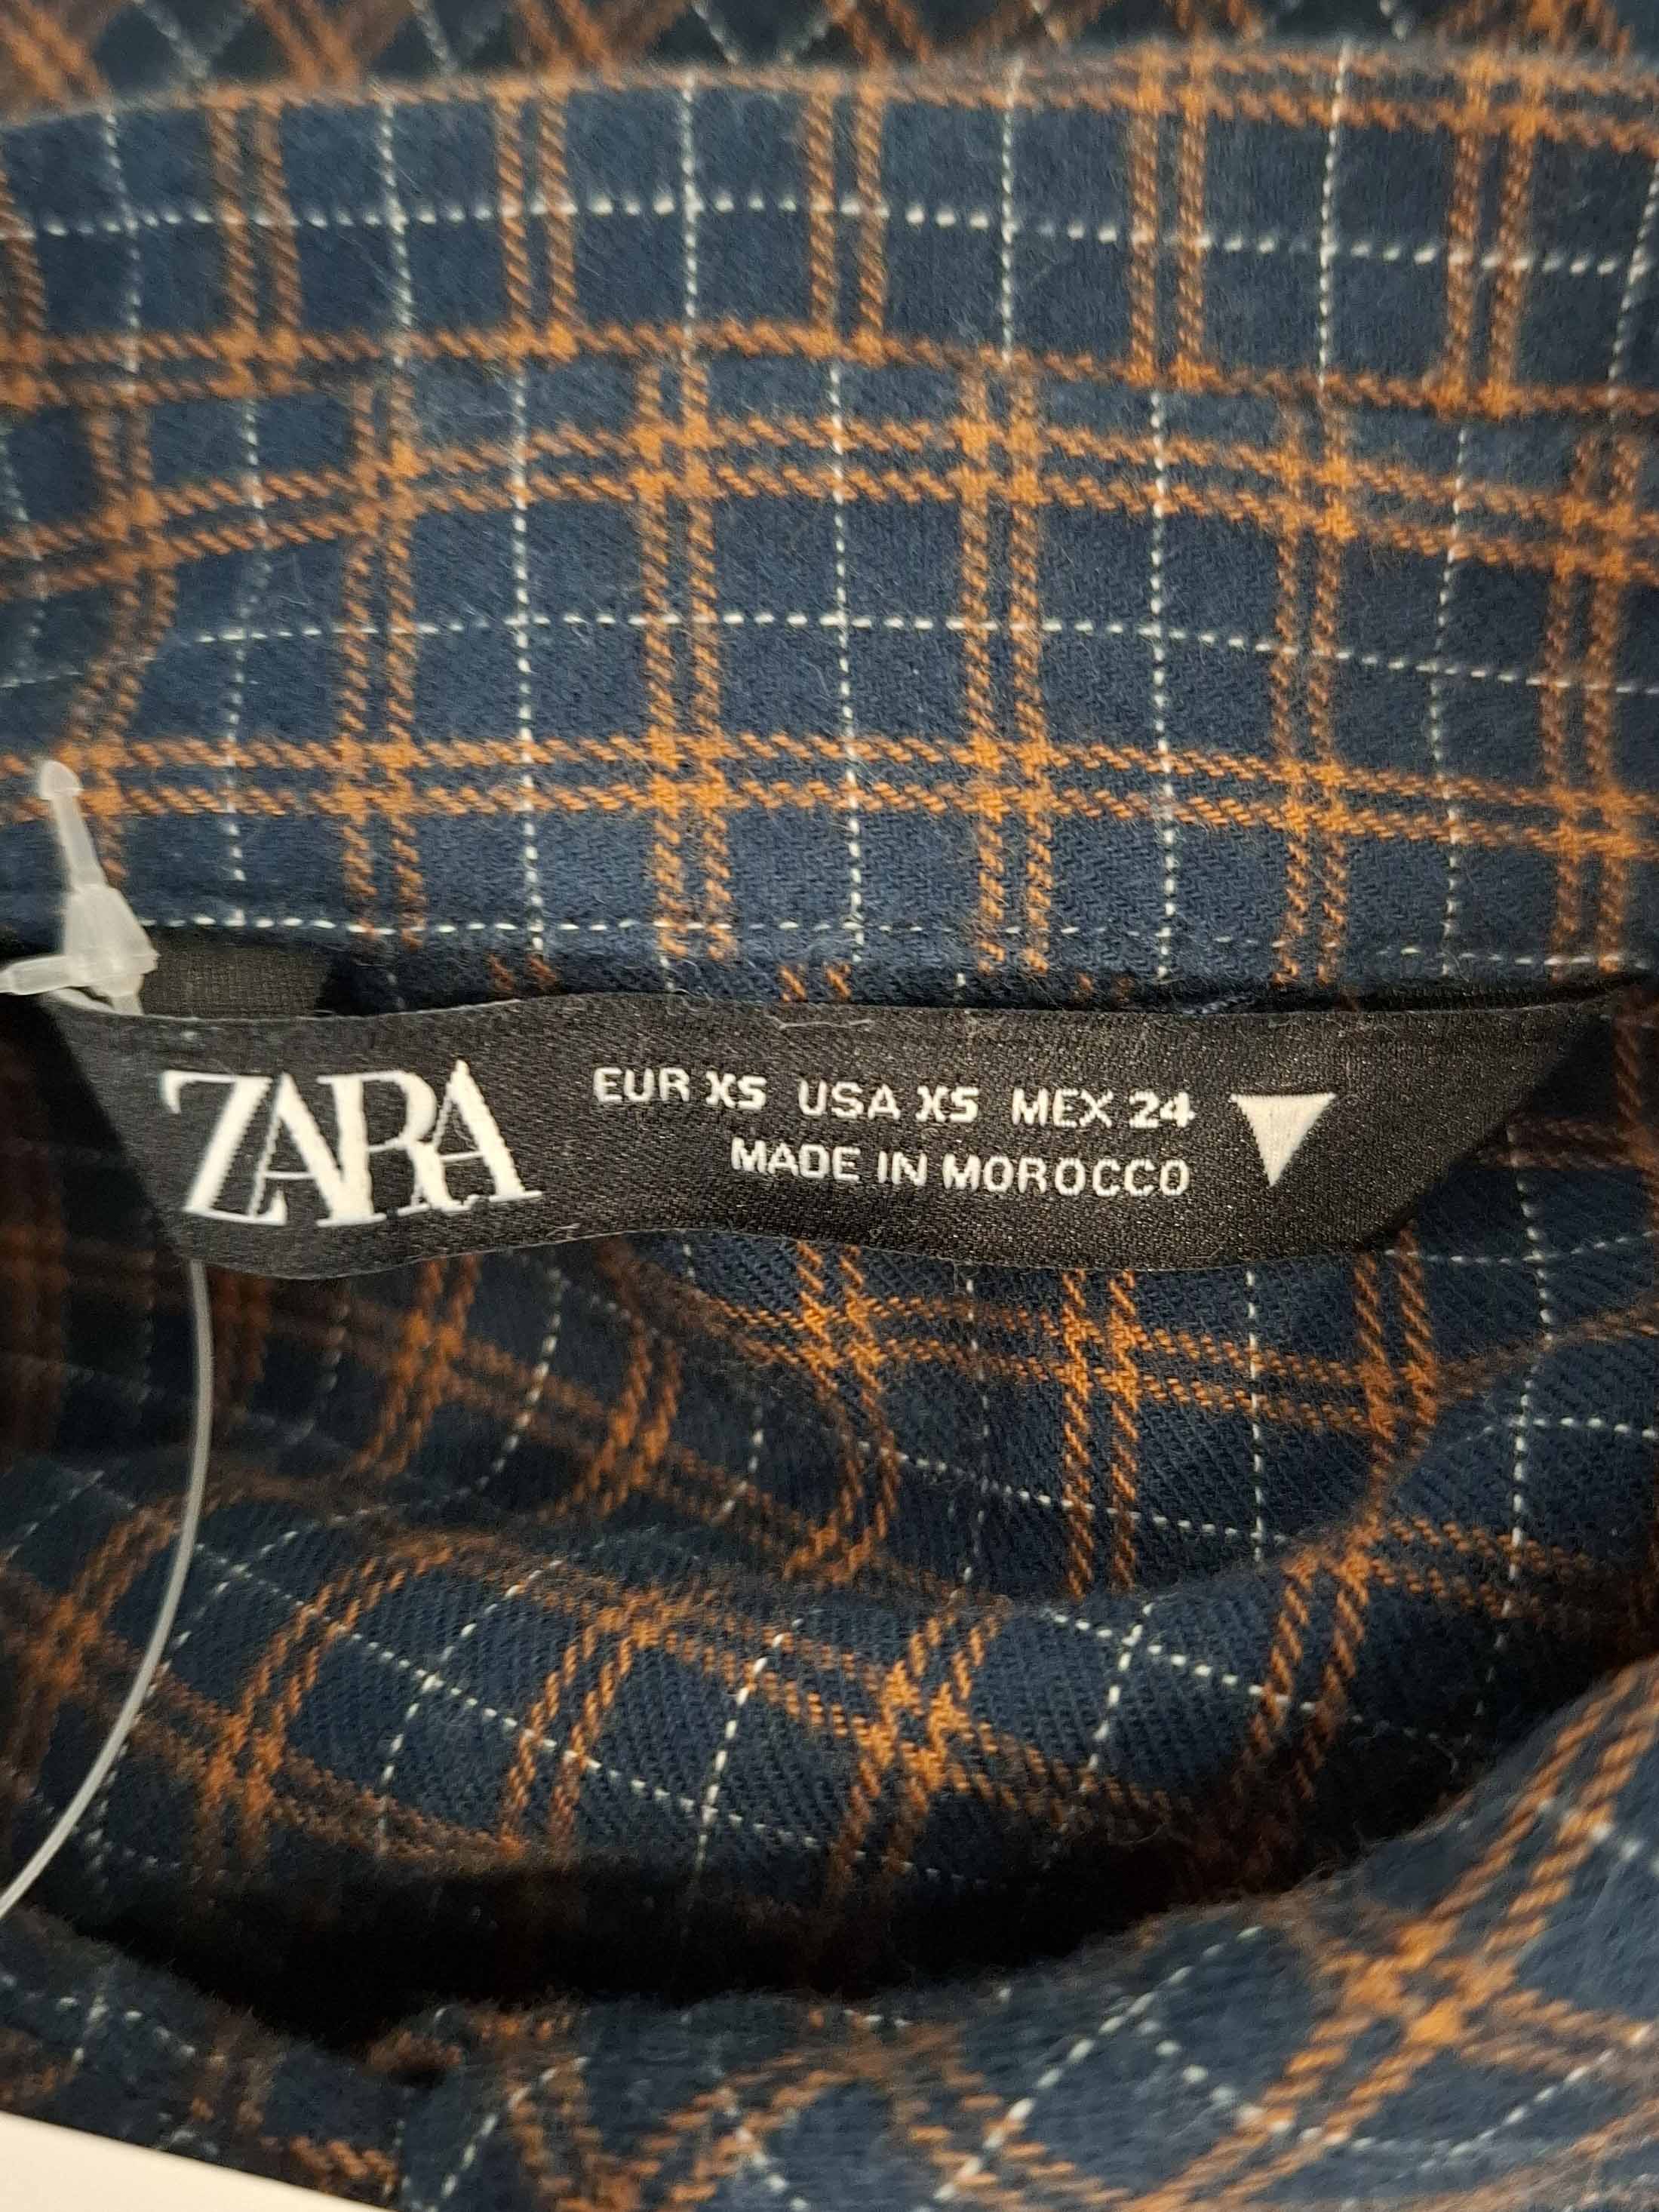 ZARA
EUR XS USA XS MEX 24
MADE IN MOROCCO